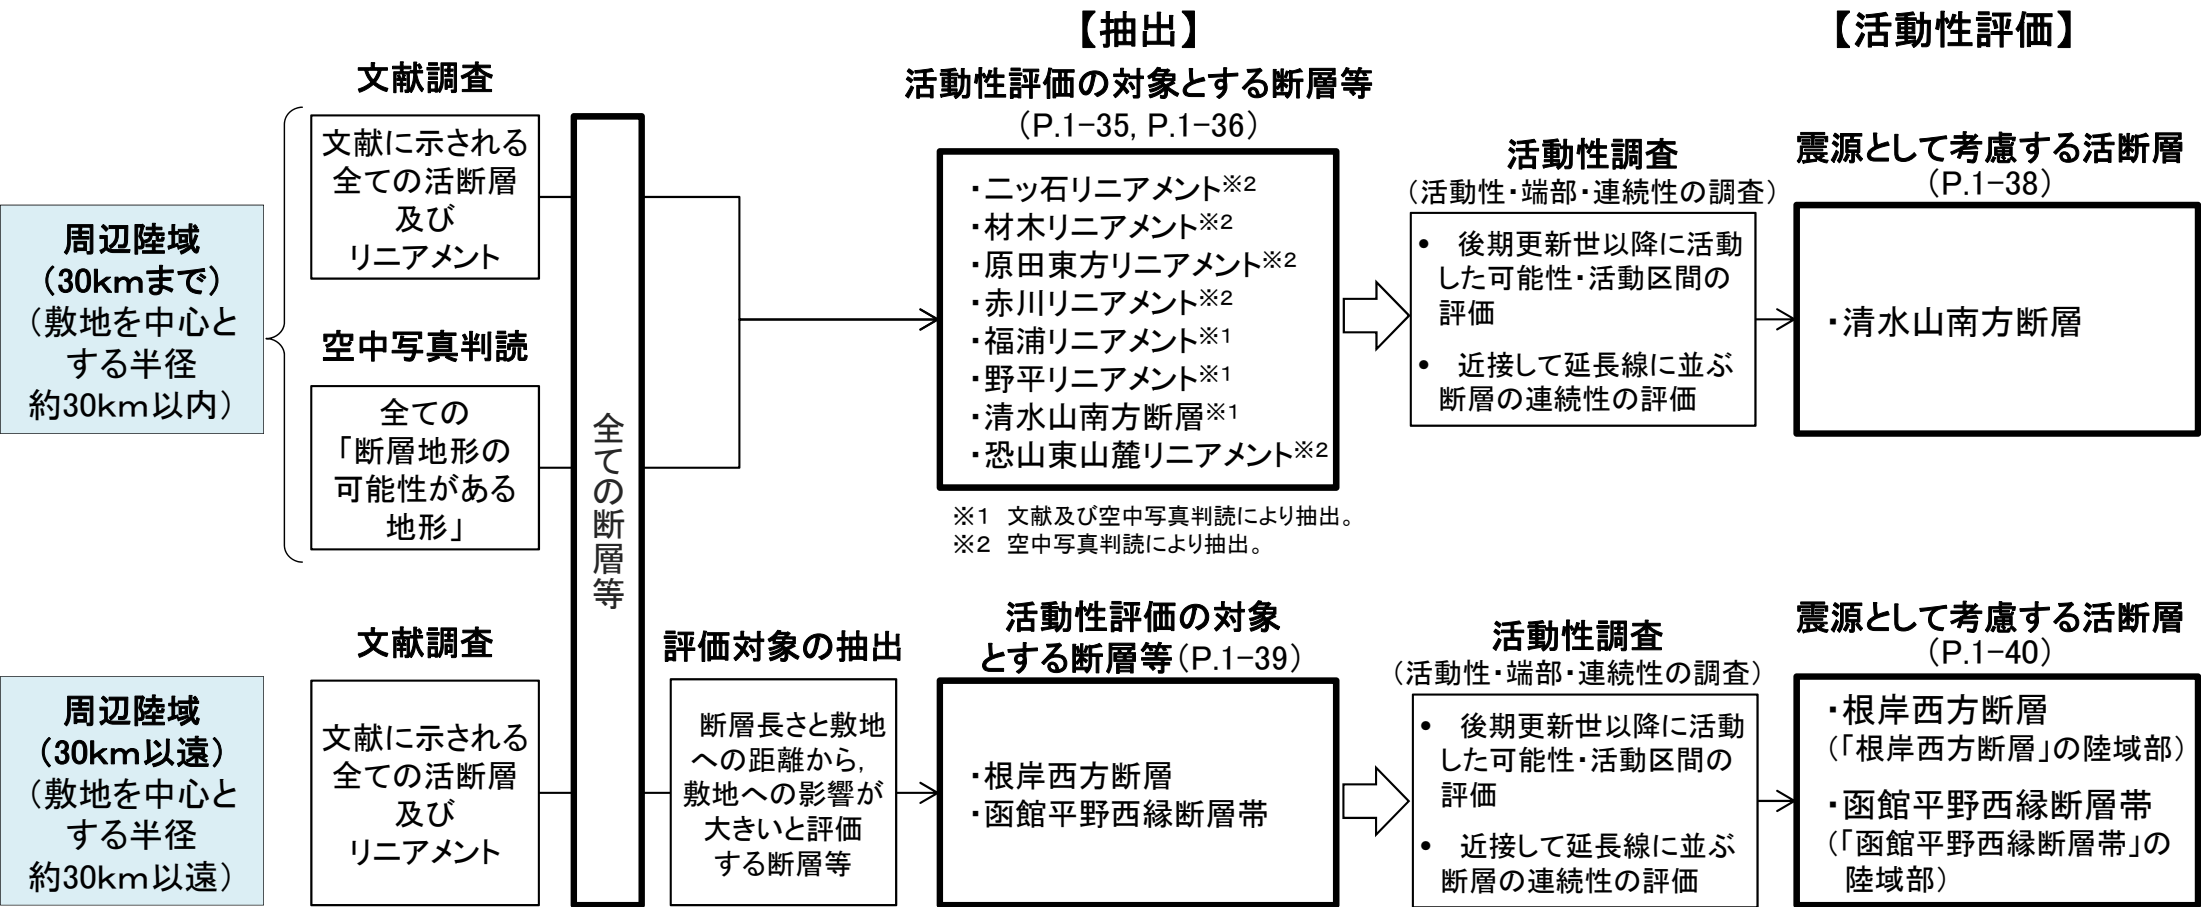 【抽出】
【活動性評価】
文献調査
文献に示される
全ての活断層
及び
リニアメント
周辺陸域
（30kmまで）
（敷地を中心と
する半径
約30km以内）
空中写真判読
全ての
「断層地形の
可能性がある
地形」
全ての断層等
活動性評価の対象とする断層等
（P.1-35, P.1-36）
・二ッ石リニアメント※2
・材木リニアメント※2
・原田東方リニアメント※2
・赤川リニアメント※2
・福浦リニアメント※1
・野平リニアメント※1
・清水山南方断層※1
・恐山東山麓リニアメント※2
※1 文献及び空中写真判読により抽出。
※2 空中写真判読により抽出。
活動性調査
（活動性・端部・連続性の調査）
• 後期更新世以降に活動
した可能性・活動区間の
評価
• 近接して延長線に並ぶ
断層の連続性の評価
震源として考慮する活断層
（P.1-38）
・清水山南方断層
周辺陸域
（30km以遠）
（敷地を中心と
する半径
約30km以遠）
文献調査
文献に示される
全ての活断層
及び
リニアメント
評価対象の抽出
断層長さと敷地
への距離から,
敷地への影響が
大きいと評価
する断層等
活動性評価の対象
とする断層等（P.1-39）
・根岸西方断層
・函館平野西縁断層帯
活動性調査
（活動性・端部・連続性の調査）
• 後期更新世以降に活動
した可能性・活動区間の
評価
• 近接して延長線に並ぶ
断層の連続性の評価
震源として考慮する活断層
（P.1-40）
・根岸西方断層
（「根岸西方断層」の陸域部）
・函館平野西縁断層帯
（「函館平野西縁断層帯」の
陸域部）